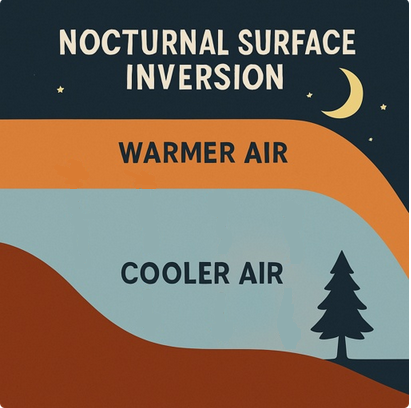 NOCTURNAL SURFACE
INVERSION
WARMER AIR
COOLER AIR